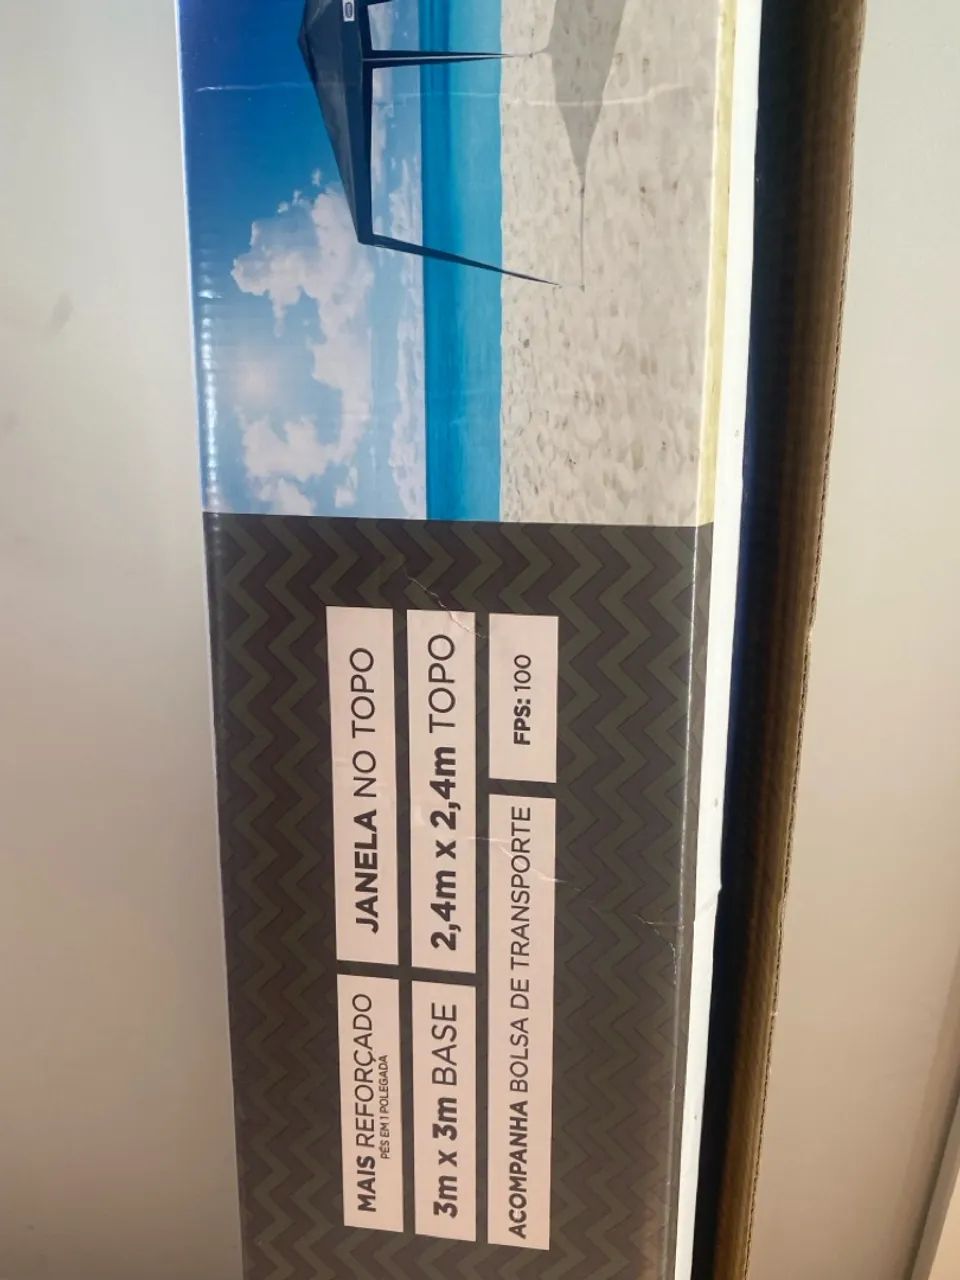 MAIS REFORÇADO
PÉS EM 1 POLEGADA
JANELA NO TOPO
3m x 3m BASE
2,4m x 2,4m TOPO
ACOMPANHA BOLSA DE TRANSPORTE
FPS: 100